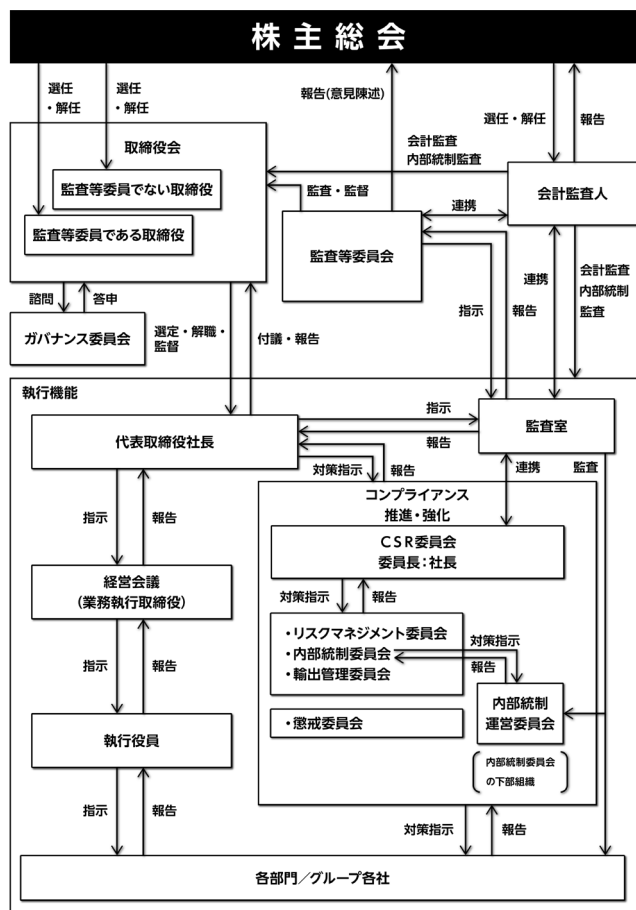 株主総会
選任
・解任
選任
・解任
報告(意見陳述)
選任・解任
報告
取締役会
監査等委員でない取締役
監査等委員である取締役
会計監査
内部統制監査
会計監査人
監査・監督
連携
監査等委員会
諮問
答申
ガバナンス委員会
選定・解職・
監督
付議・報告
指示
報告
連携
会計監査
内部統制
監査
執行機能
代表取締役社長
指示
報告
監査室
対策指示
報告
連携
監査
指示
報告
コンプライアンス
推進・強化
CSR委員会
委員長:社長
経営会議
(業務執行取締役)
対策指示
報告
・リスクマネジメント委員会
・内部統制委員会
・輸出管理委員会
対策指示
報告
指示
報告
内部統制
運営委員会
・懲戒委員会
執行役員
内部統制委員会
の下部組織
指示
報告
対策指示
報告
各部門/グループ各社